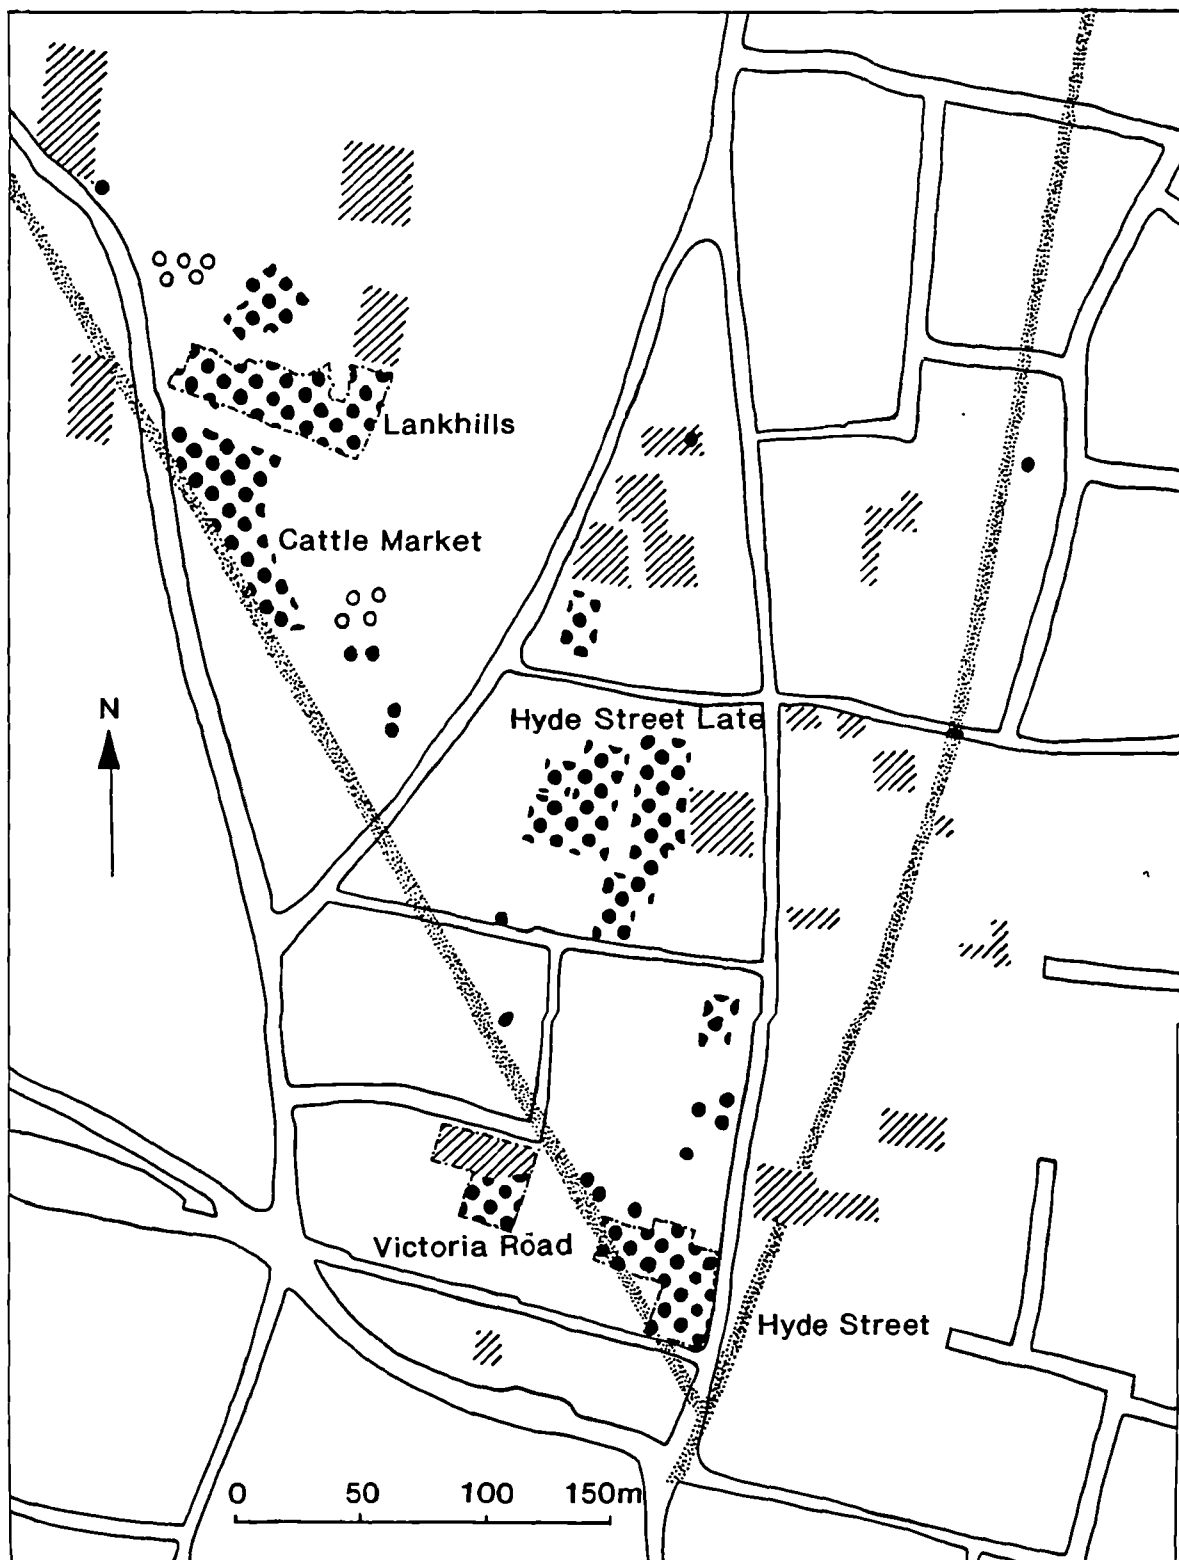 Lankhills
Cattle Market
N
Hyde Street Late
Victoria Road
Hyde Street
0 50 100 150m